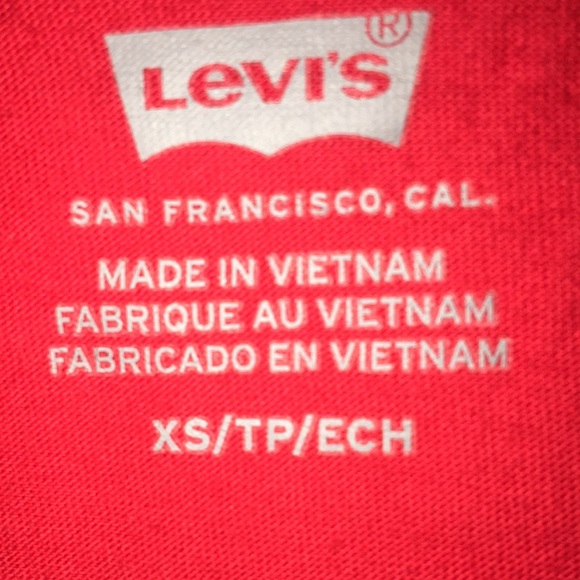 Levi's®
SAN FRANCISCO, CAL.
MADE IN VIETNAM
FABRIQUE AU VIETNAM
FABRICADO EN VIETNAM
XS/TP/ECH